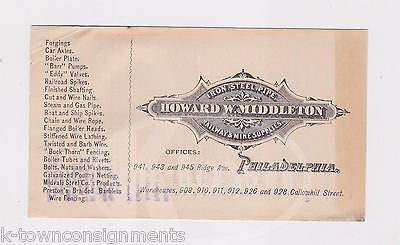 Forgings
Car Axles.
Boiler Plate.
"Barr" Pumps.
"Eddy" Valves.
Railroad Spikes.
Finished Shafting.
Cut and Wire Nails.
Steam and Gas Pipe.
Boat and Ship Spikes.
Chain and Wire Rope.
Flanged Boiler Heads.
Stiffened Wire Lathing.
Twisted and Barb Wire.
"Buck Thorn" Fencing.
Boiler Tubes and Rivets.
Bolts, Nuts and Washers.
Galvanized Poultry Netting.
Midvale Steel Co.'s Products.
Preston's Braided Barbless
Wire Fencing.
IRON, STEEL, PIPE,
HOWARD W. MIDDLETON
RAILWAY & MINE SUPPLIES
OFFICES:
941, 943 and 945 Ridge Ave. PHILADELPHIA.
Warehouses, 908, 910, 911, 912, 926 and 928, Callowhill Street.
k-townconsignments.com